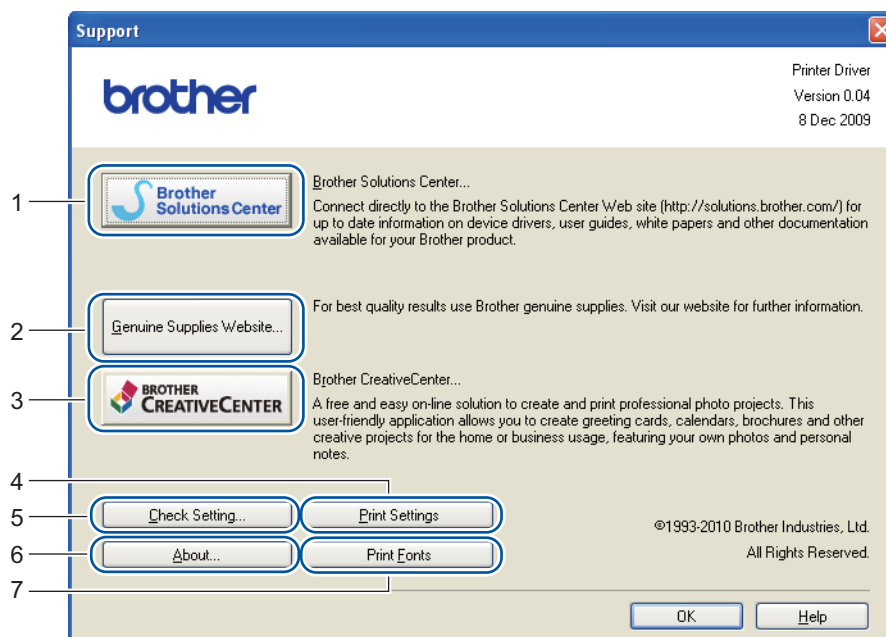 Support
brother
Printer Driver
Version 0.04
8 Dec 2009
1
Brother
Solutions Center
Brother Solutions Center...
Connect directly to the Brother Solutions Center Web site (http://solutions.brother.com/) for
up to date information on device drivers, user guides, white papers and other documentation
available for your Brother product.
2
Genuine Supplies Website...
For best quality results use Brother genuine supplies. Visit our website for further information.
3
BROTHER
CREATIVECENTER
Brother CreativeCenter...
A free and easy on-line solution to create and print professional photo projects. This
user-friendly application allows you to create greeting cards, calendars, brochures and other
creative projects for the home or business usage, featuring your own photos and personal
notes.
4
5
Check Setting...
Print Settings
©1993-2010 Brother Industries, Ltd.
6
About...
Print Fonts
All Rights Reserved.
7
OK
Help